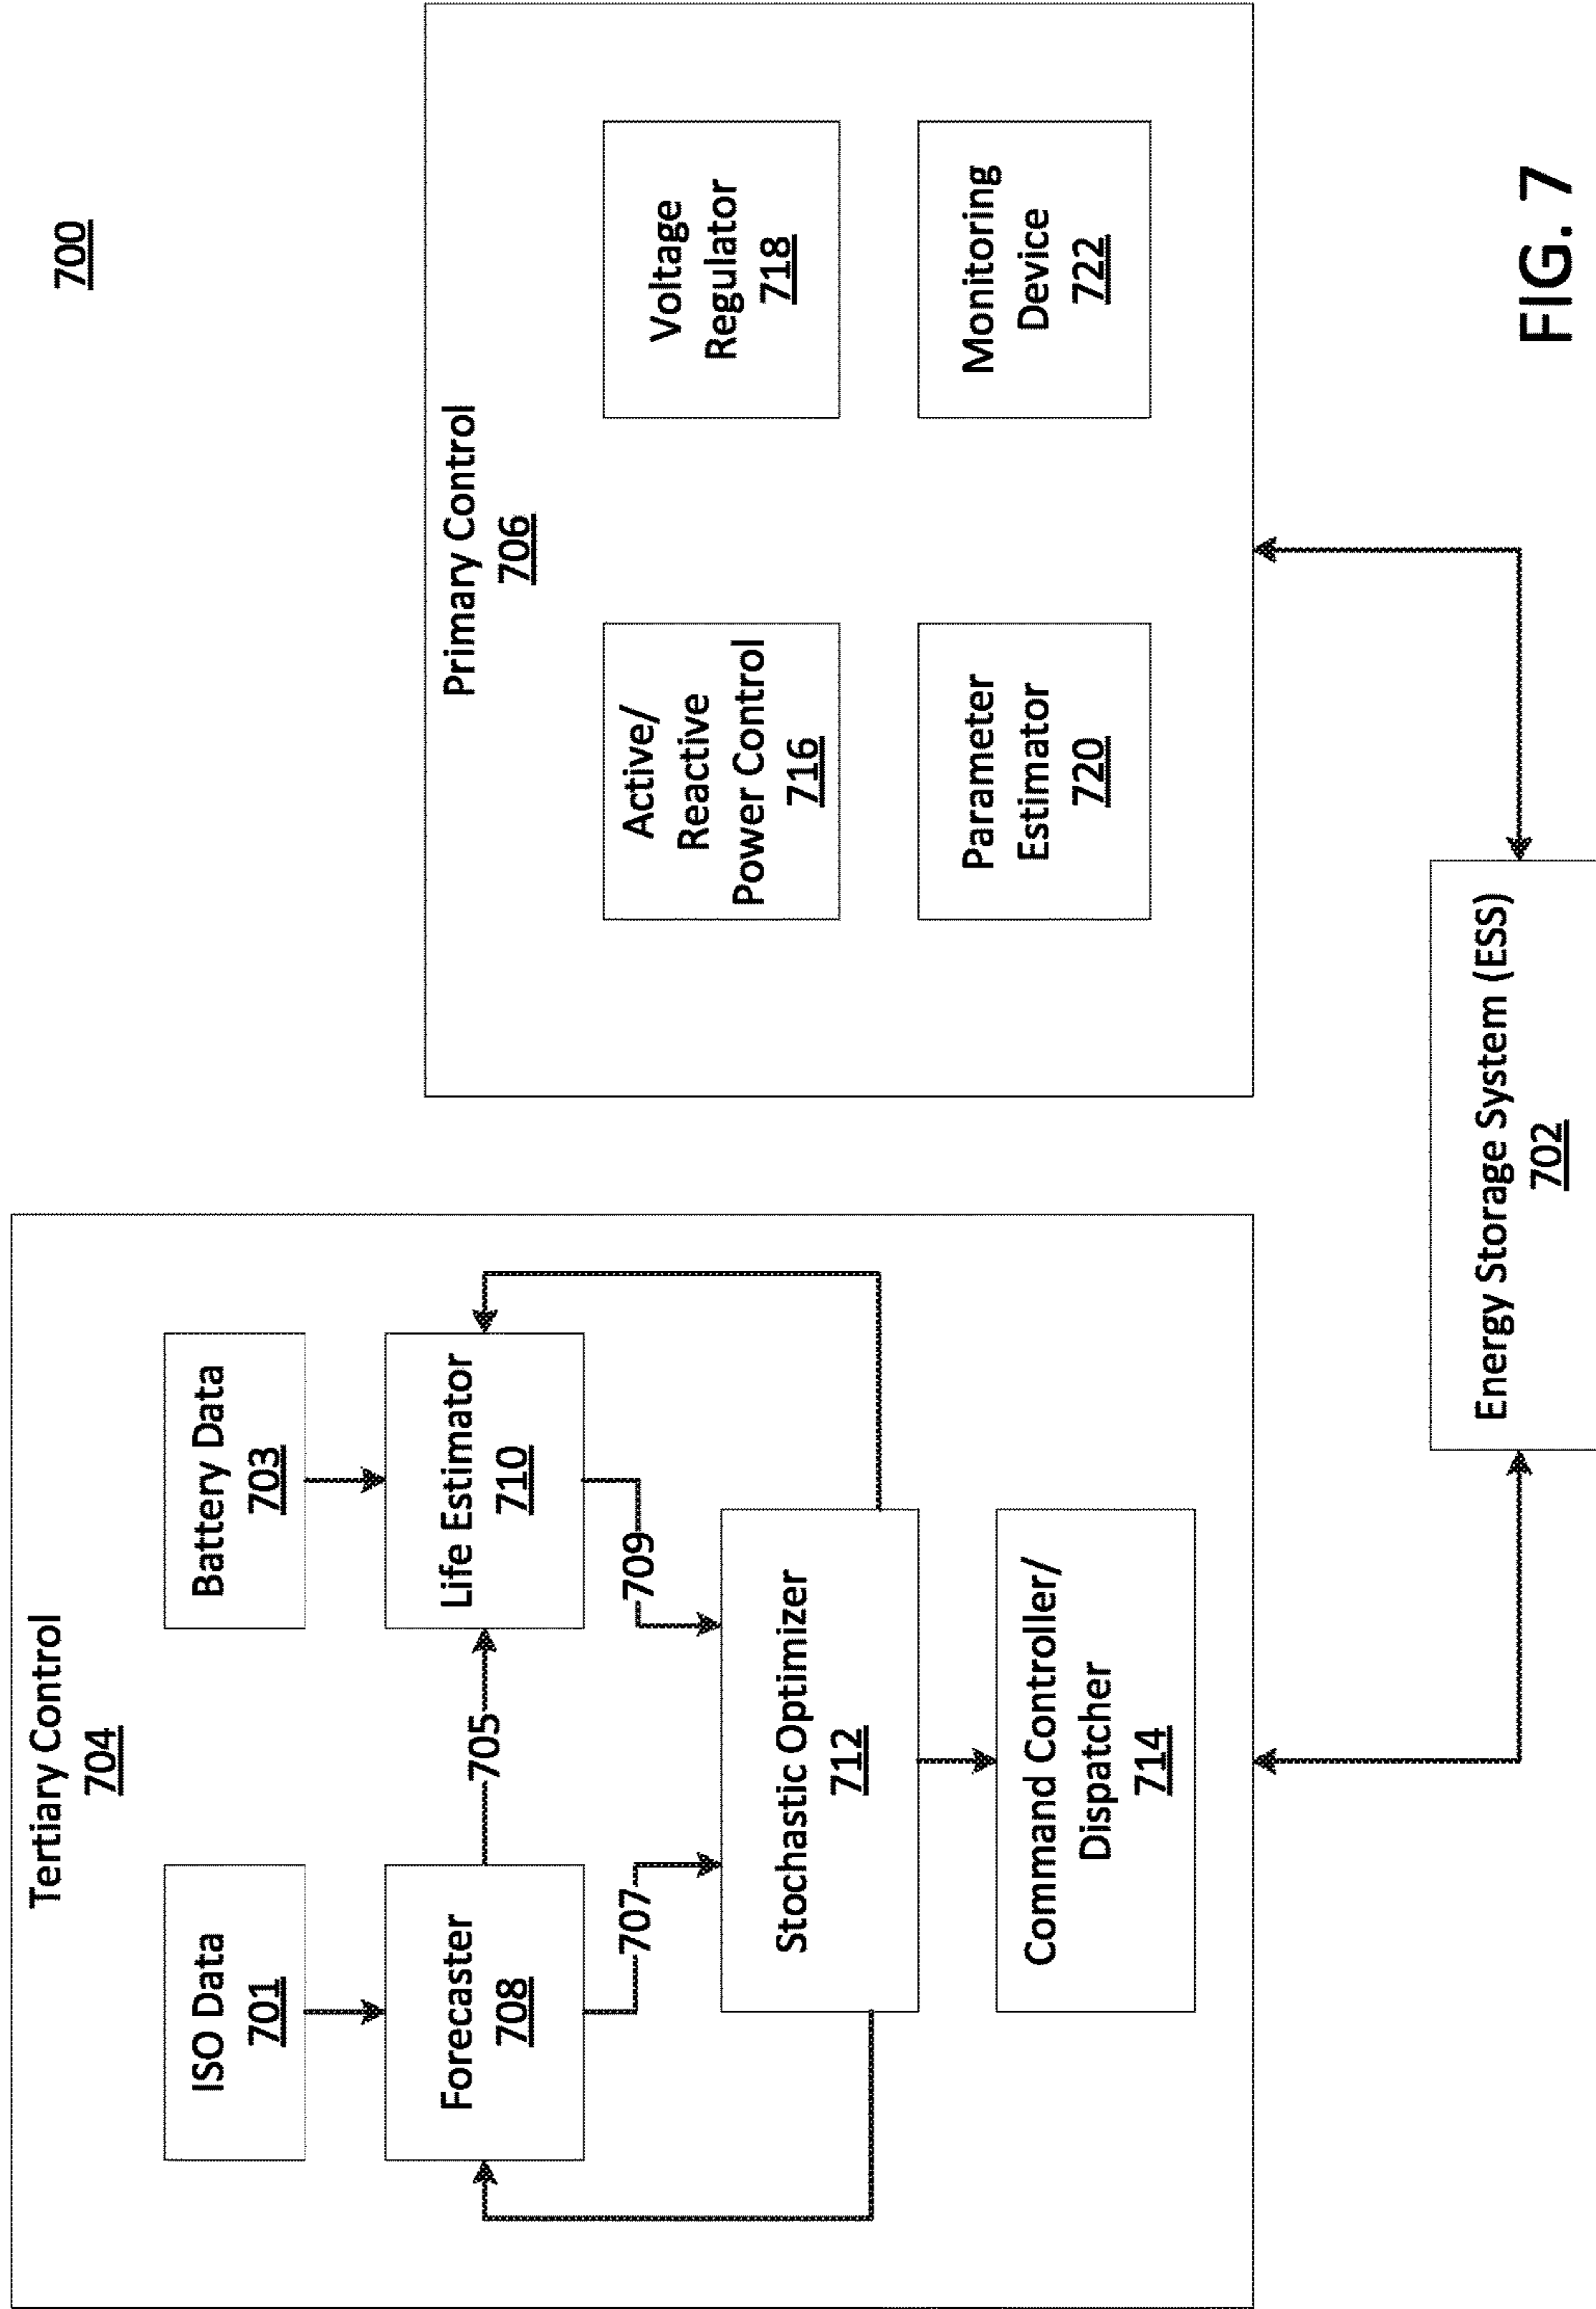 700
Tertiary Control
704
ISO Data
701
Battery Data
703
Forecaster
708
705
Life Estimator
710
707
709
Stochastic Optimizer
712
Command Controller/
Dispatcher
714
Primary Control
706
Active/
Reactive
Power Control
716
Voltage
Regulator
718
Parameter
Estimator
720
Monitoring
Device
722
Energy Storage System (ESS)
702
FIG. 7